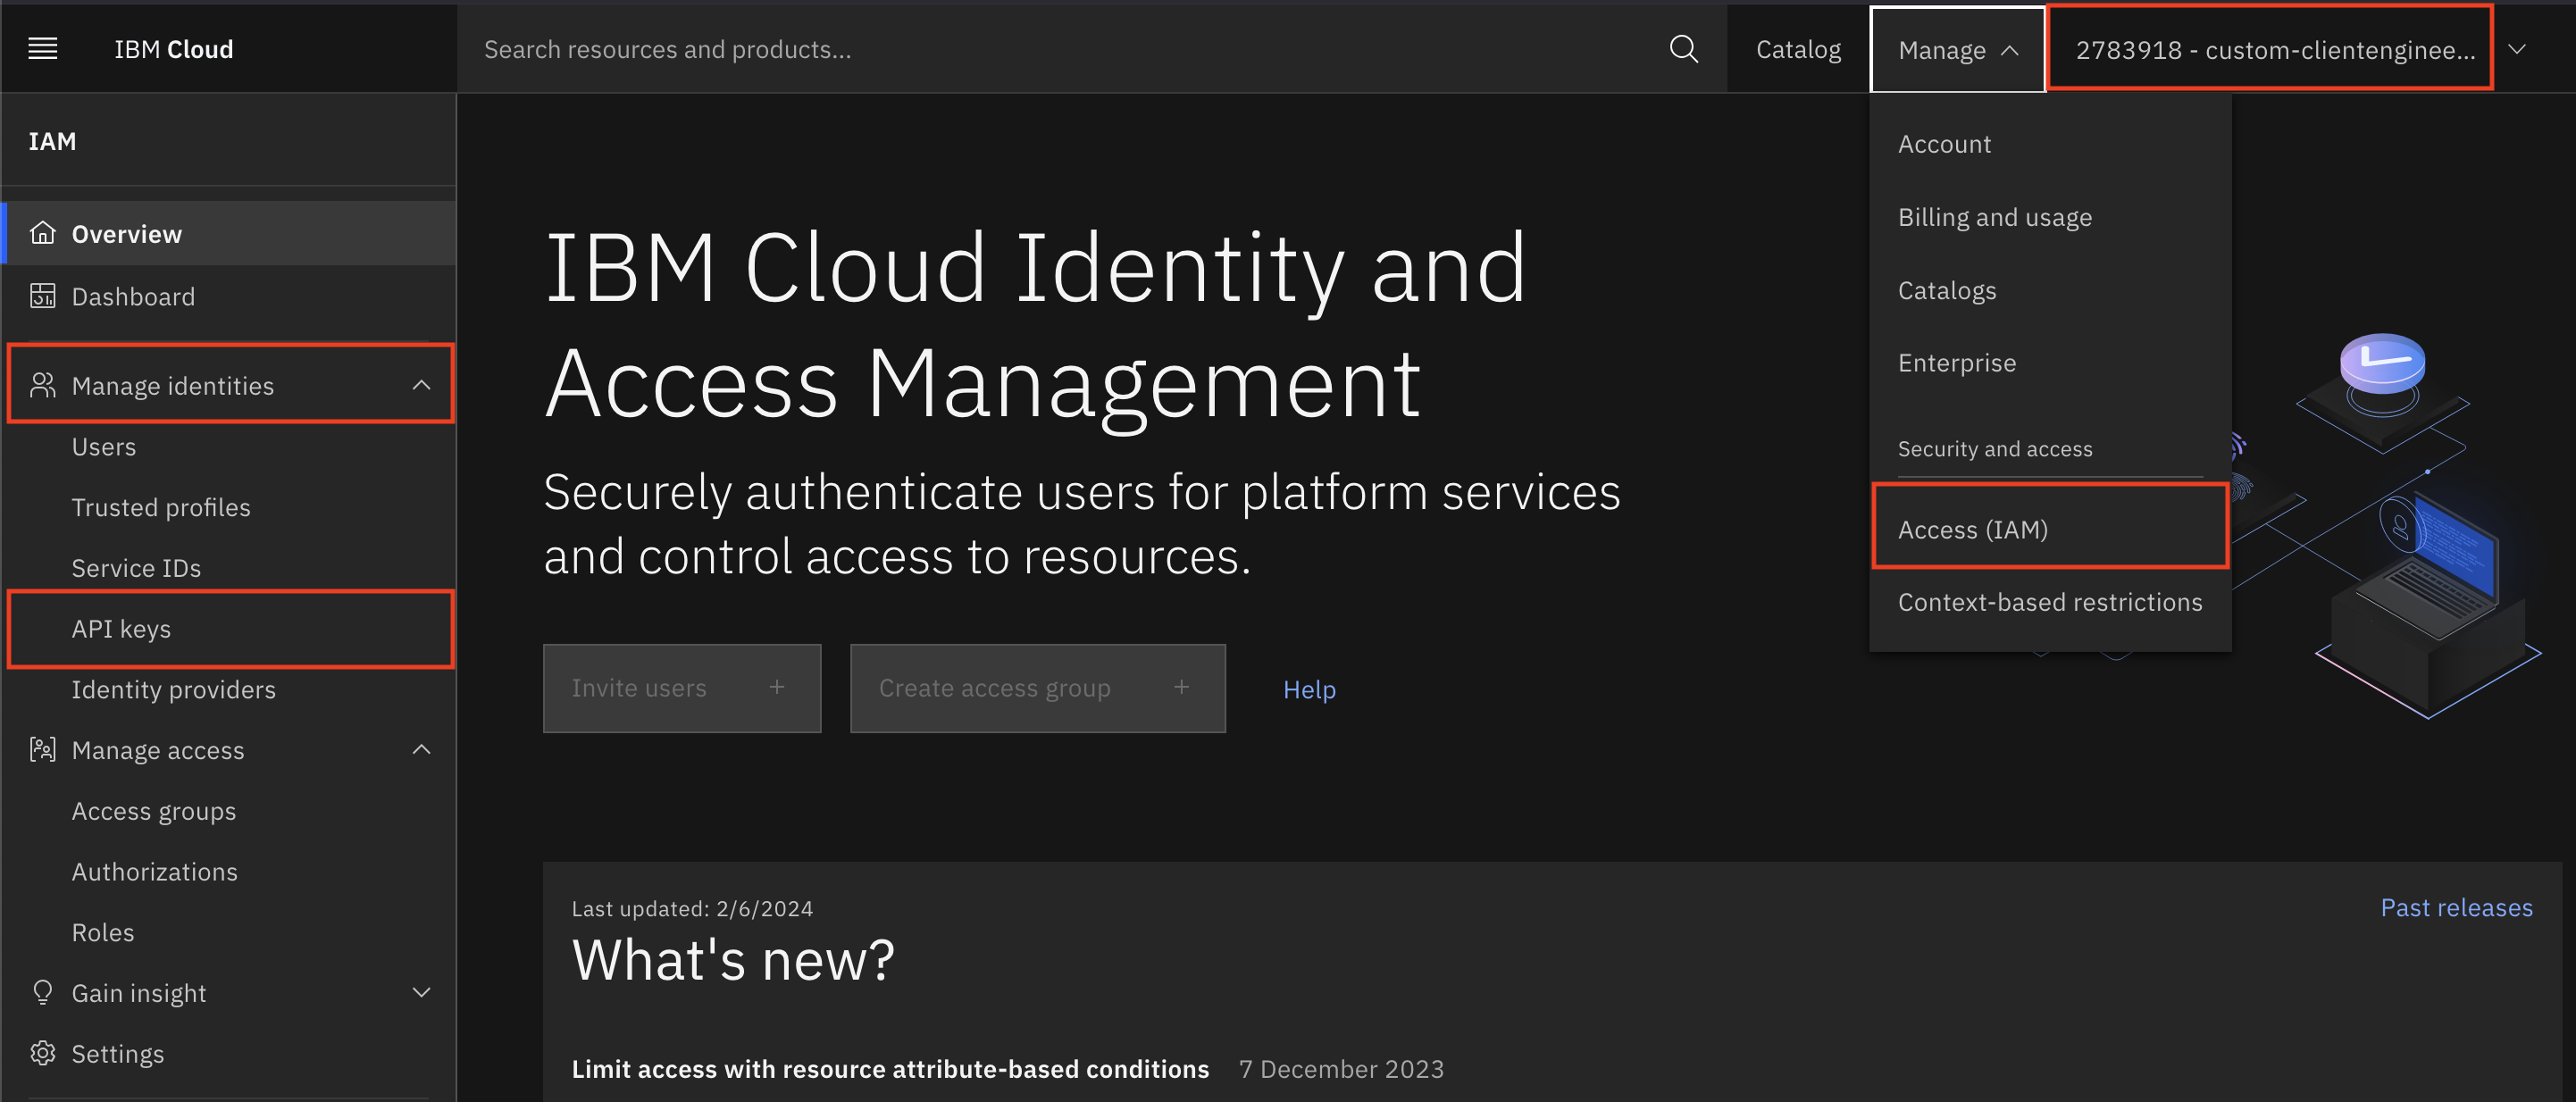 IBM Cloud
Search resources and products...
Catalog
Manage
2783918 - custom-clientenginee...
IAM
Overview
Dashboard
Manage identities
Users
Trusted profiles
Service IDs
API keys
Identity providers
Manage access
Access groups
Authorizations
Roles
Gain insight
Settings
Account
Billing and usage
Catalogs
Enterprise
Security and access
Access (IAM)
Context-based restrictions
IBM Cloud Identity and
Access Management
Securely authenticate users for platform services
and control access to resources.
Invite users +
Create access group +
Help
Last updated: 2/6/2024
Past releases
What's new?
Limit access with resource attribute-based conditions 7 December 2023